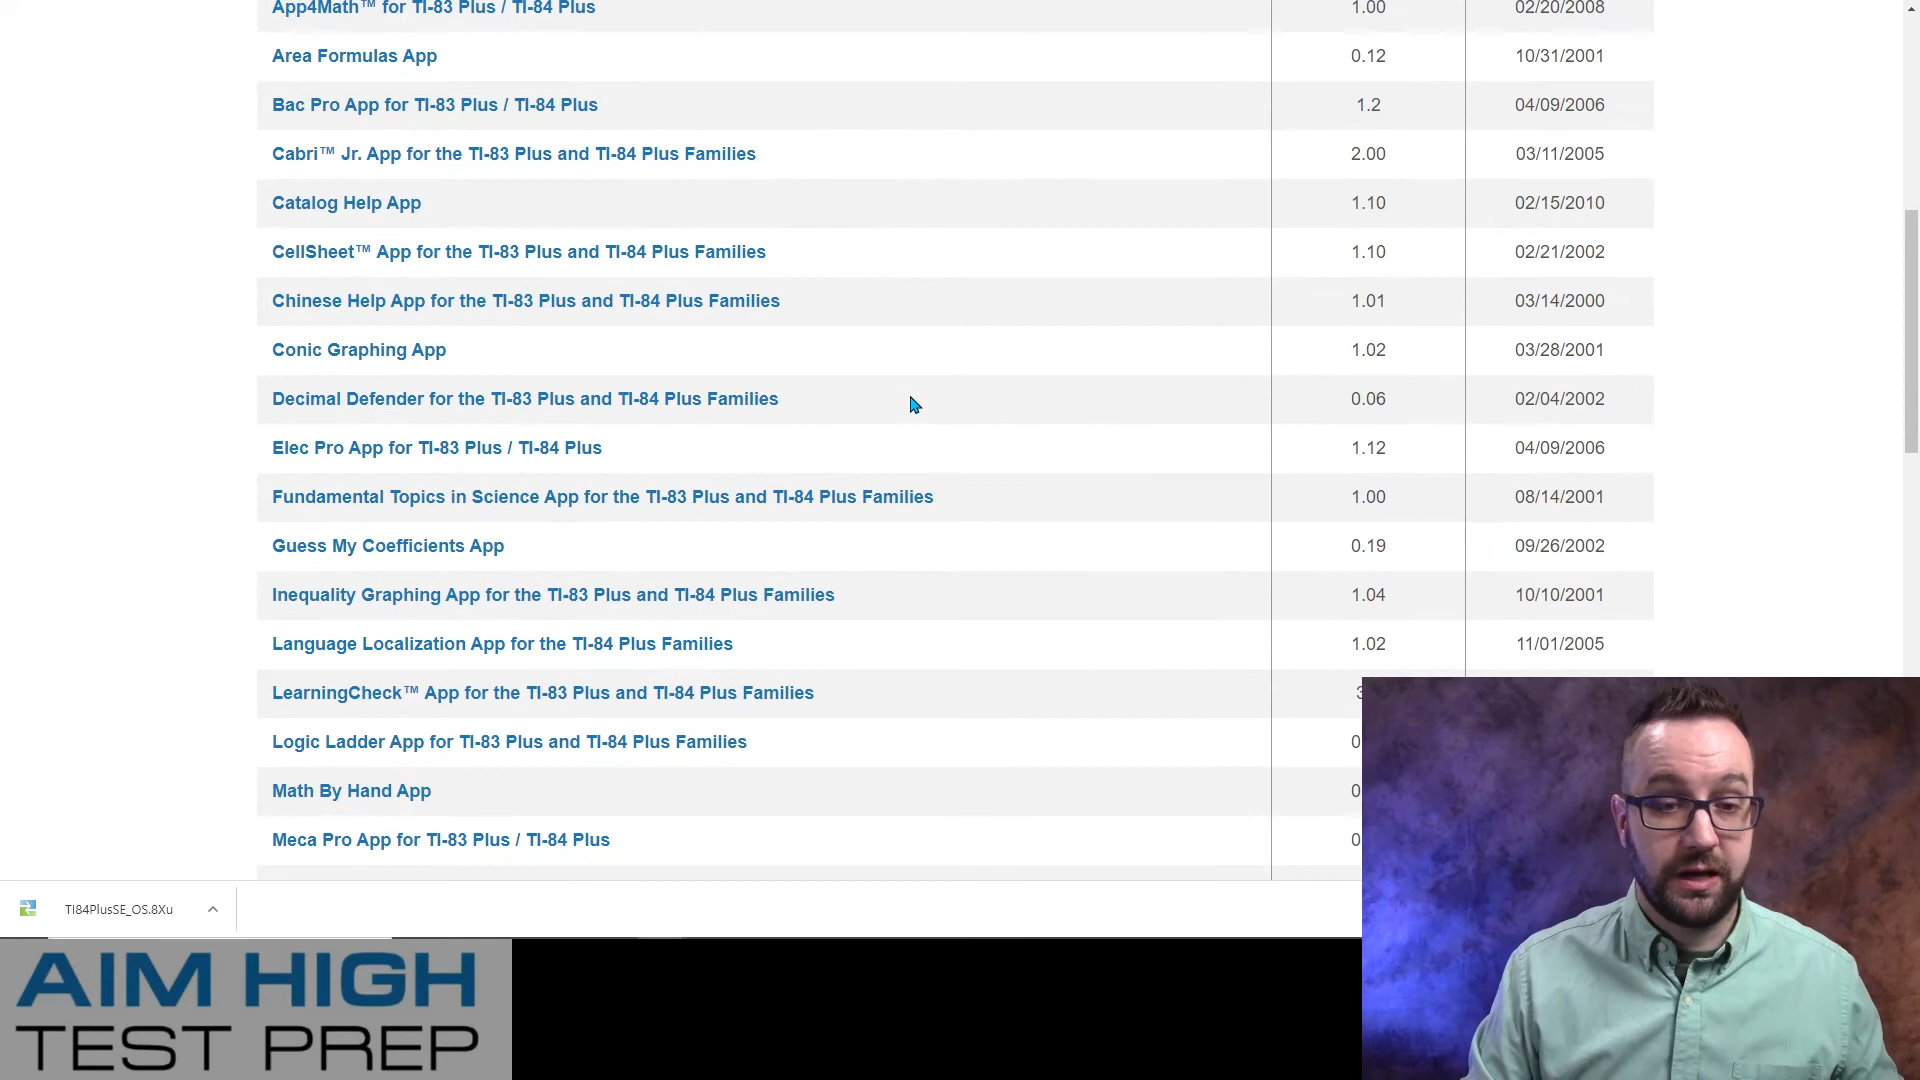 App4Math™ for TI-83 Plus / TI-84 Plus 1.00 02/20/2008
Area Formulas App 0.12 10/31/2001
Bac Pro App for TI-83 Plus / TI-84 Plus 1.2 04/09/2006
Cabri™ Jr. App for the TI-83 Plus and TI-84 Plus Families 2.00 03/11/2005
Catalog Help App 1.10 02/15/2010
CellSheet™ App for the TI-83 Plus and TI-84 Plus Families 1.10 02/21/2002
Chinese Help App for the TI-83 Plus and TI-84 Plus Families 1.01 03/14/2000
Conic Graphing App 1.02 03/28/2001
Decimal Defender for the TI-83 Plus and TI-84 Plus Families 0.06 02/04/2002
Elec Pro App for TI-83 Plus / TI-84 Plus 1.12 04/09/2006
Fundamental Topics in Science App for the TI-83 Plus and TI-84 Plus Families 1.00 08/14/2001
Guess My Coefficients App 0.19 09/26/2002
Inequality Graphing App for the TI-83 Plus and TI-84 Plus Families 1.04 10/10/2001
Language Localization App for the TI-84 Plus Families 1.02 11/01/2005
LearningCheck™ App for the TI-83 Plus and TI-84 Plus Families
Logic Ladder App for TI-83 Plus and TI-84 Plus Families 0
Math By Hand App 0
Meca Pro App for TI-83 Plus / TI-84 Plus 0
TI84PlusSE_OS.8Xu
AIM HIGH
TEST PREP